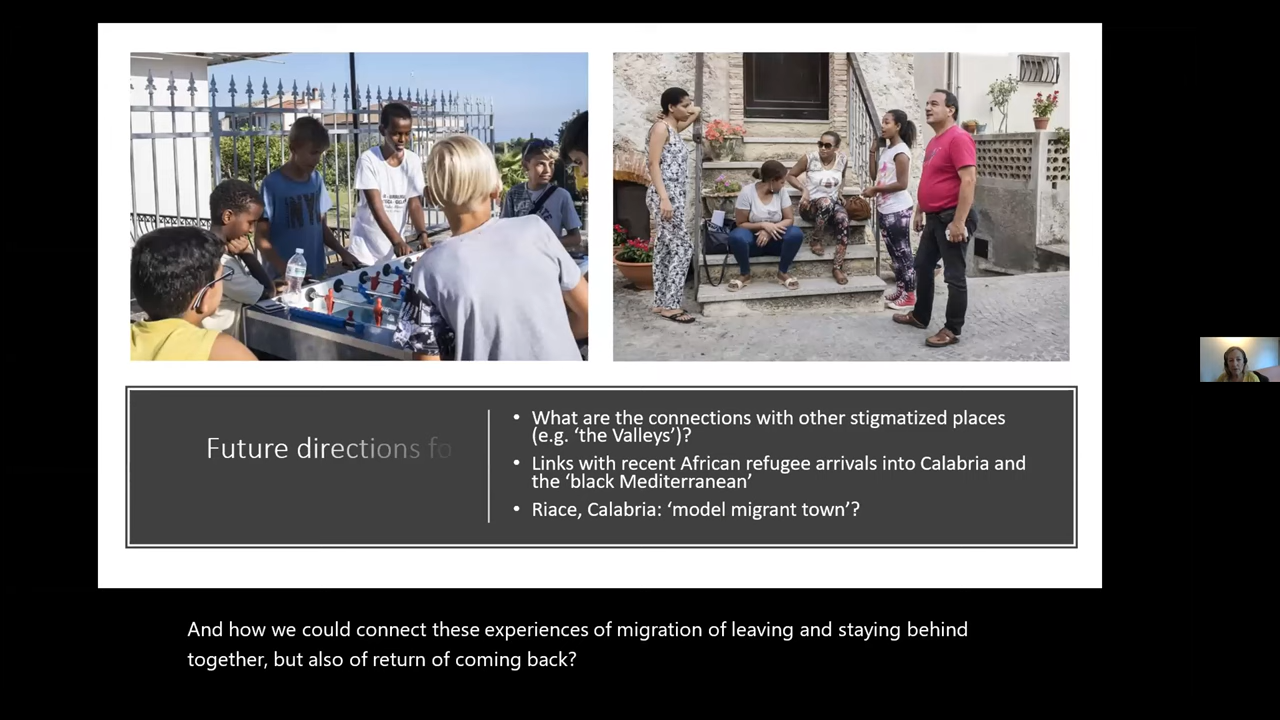 NY
Future directions fo
• What are the connections with other stigmatized places
(e.g. ‘the Valleys’)?
• Links with recent African refugee arrivals into Calabria and
the ‘black Mediterranean’
• Riace, Calabria: ‘model migrant town’?
And how we could connect these experiences of migration of leaving and staying behind
together, but also of return of coming back?